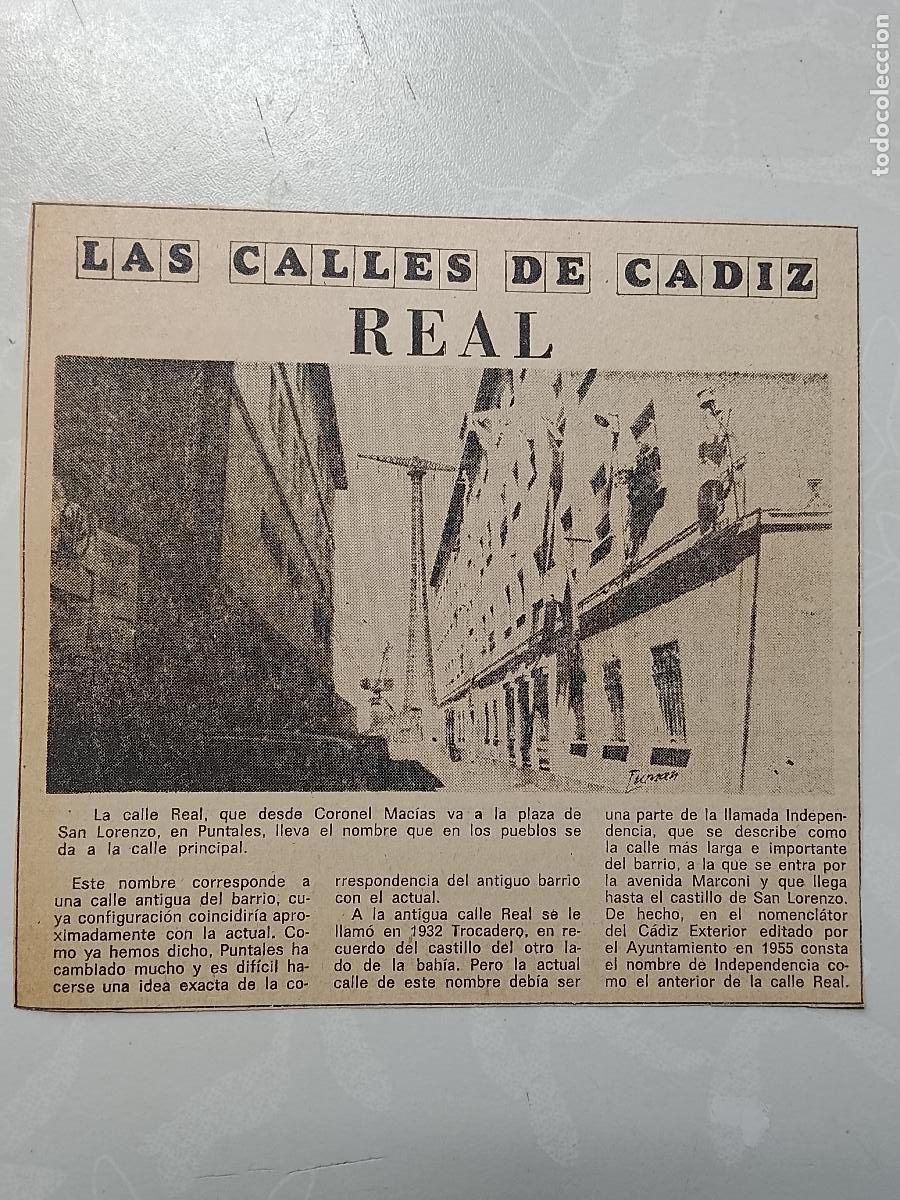 todocoleccion
LAS CALLES DE CADIZ
REAL
La calle Real, que desde Coronel Macías va a la plaza de
San Lorenzo, en Puntales, lleva el nombre que en los pueblos se
da a la calle principal.
Este nombre corresponde a
una calle antigua del barrio, cu-
ya configuración coincidiría apro-
ximadamente con la actual. Co-
mo ya hemos dicho, Puntales ha
camblado mucho y es difícil ha-
cerse una idea exacta de la co-
rrespondencia del antiguo barrio
con el actual.
A la antigua calle Real se le
llamó en 1932 Trocadero, en re-
cuerdo del castillo del otro la-
do de la bahía. Pero la actual
calle de este nombre debía ser
una parte de la llamada Indepen-
dencia, que se describe como
la calle más larga e importante
del barrio, a la que se entra por
la avenida Marconi y que llega
hasta el castillo de San Lorenzo.
De hecho, en el nomenclátor
del Cádiz Exterior editado por
el Ayuntamiento en 1955 consta
el nombre de Independencia co-
mo el anterior de la calle Real.